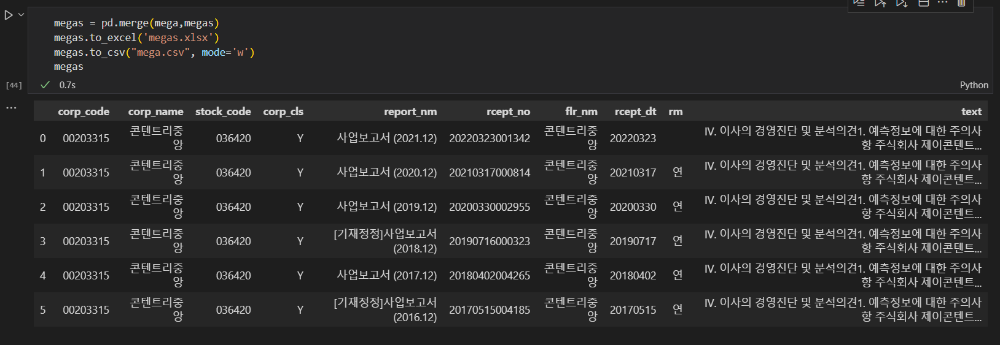 megas = pd.merge(mega,megas)
megas.to_excel('megas.xlsx')
megas.to_csv("mega.csv", mode='w')
megas
[44] 0.7s Python
corp_code corp_name stock_code corp_cls report_nm rcept_no flr_nm rcept_dt rm text
0 00203315 콘텐트리중앙 036420 Y 사업보고서 (2021.12) 20220323001342 콘텐트리중앙 20220323 IV. 이사의 경영진단 및 분석의견1. 예측정보에 대한 주의사항 주식회사 제이콘텐트...
1 00203315 콘텐트리중앙 036420 Y 사업보고서 (2020.12) 20210317000814 콘텐트리중앙 20210317 연 IV. 이사의 경영진단 및 분석의견1. 예측정보에 대한 주의사항 주식회사 제이콘텐트...
2 00203315 콘텐트리중앙 036420 Y 사업보고서 (2019.12) 20200330002955 콘텐트리중앙 20200330 연 IV. 이사의 경영진단 및 분석의견1. 예측정보에 대한 주의사항 주식회사 제이콘텐트...
3 00203315 콘텐트리중앙 036420 Y [기재정정]사업보고서 (2018.12) 20190716000323 콘텐트리중앙 20190717 연 IV. 이사의 경영진단 및 분석의견1. 예측정보에 대한 주의사항 주식회사 제이콘텐트...
4 00203315 콘텐트리중앙 036420 Y 사업보고서 (2017.12) 20180402004265 콘텐트리중앙 20180402 연 IV. 이사의 경영진단 및 분석의견1. 예측정보에 대한 주의사항 주식회사 제이콘텐트...
5 00203315 콘텐트리중앙 036420 Y [기재정정]사업보고서 (2016.12) 20170515004185 콘텐트리중앙 20170515 연 IV. 이사의 경영진단 및 분석의견1. 예측정보에 대한 주의사항 주식회사 제이콘텐트...